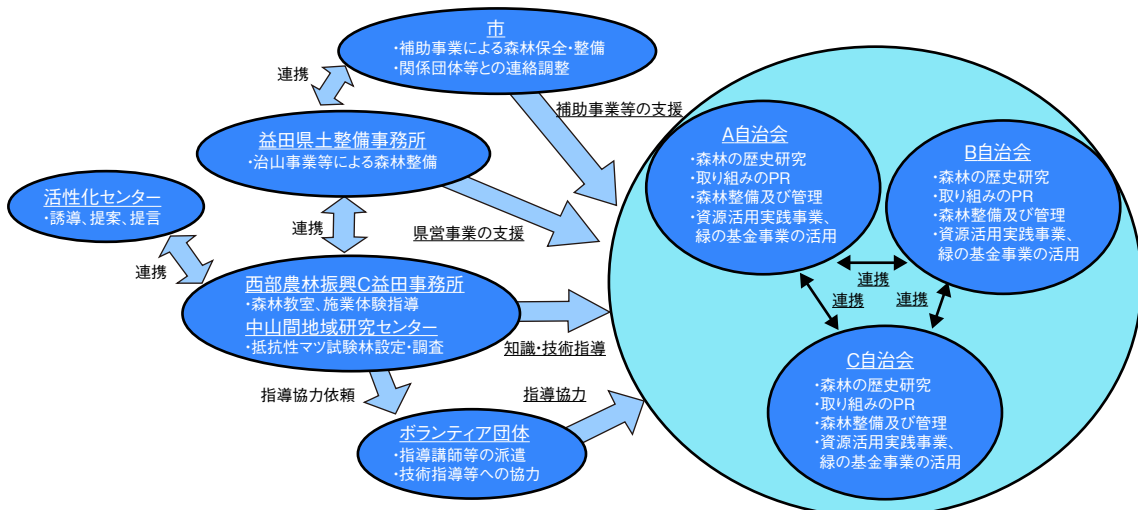 市
・補助事業による森林保全・整備
・関係団体等との連絡調整
連携
補助事業等の支援
益田県土整備事務所
・治山事業等による森林整備
活性化センター
・誘導、提案、提言
連携
連携
県営事業の支援
西部農林振興C益田事務所
・森林教室、施業体験指導
中山間地域研究センター
・抵抗性マツ試験林設定・調査
知識・技術指導
指導協力依頼
指導協力
ボランティア団体
・指導講師等の派遣
・技術指導等への協力
A自治会
・森林の歴史研究
・取り組みのPR
・森林整備及び管理
・資源活用実践事業、
緑の基金事業の活用
B自治会
・森林の歴史研究
・取り組みのPR
・森林整備及び管理
・資源活用実践事業、
緑の基金事業の活用
連携
連携
連携
C自治会
・森林の歴史研究
・取り組みのPR
・森林整備及び管理
・資源活用実践事業、
緑の基金事業の活用